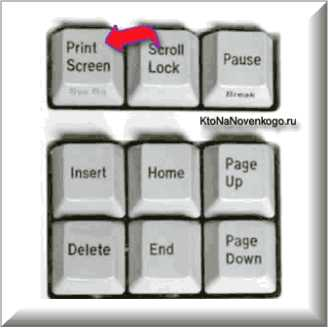 Print
Screen
Scroll
Lock
Pause
Break
KtoNaNovenkogo.ru
Insert
Home
Page
Up
Delete
End
Page
Down